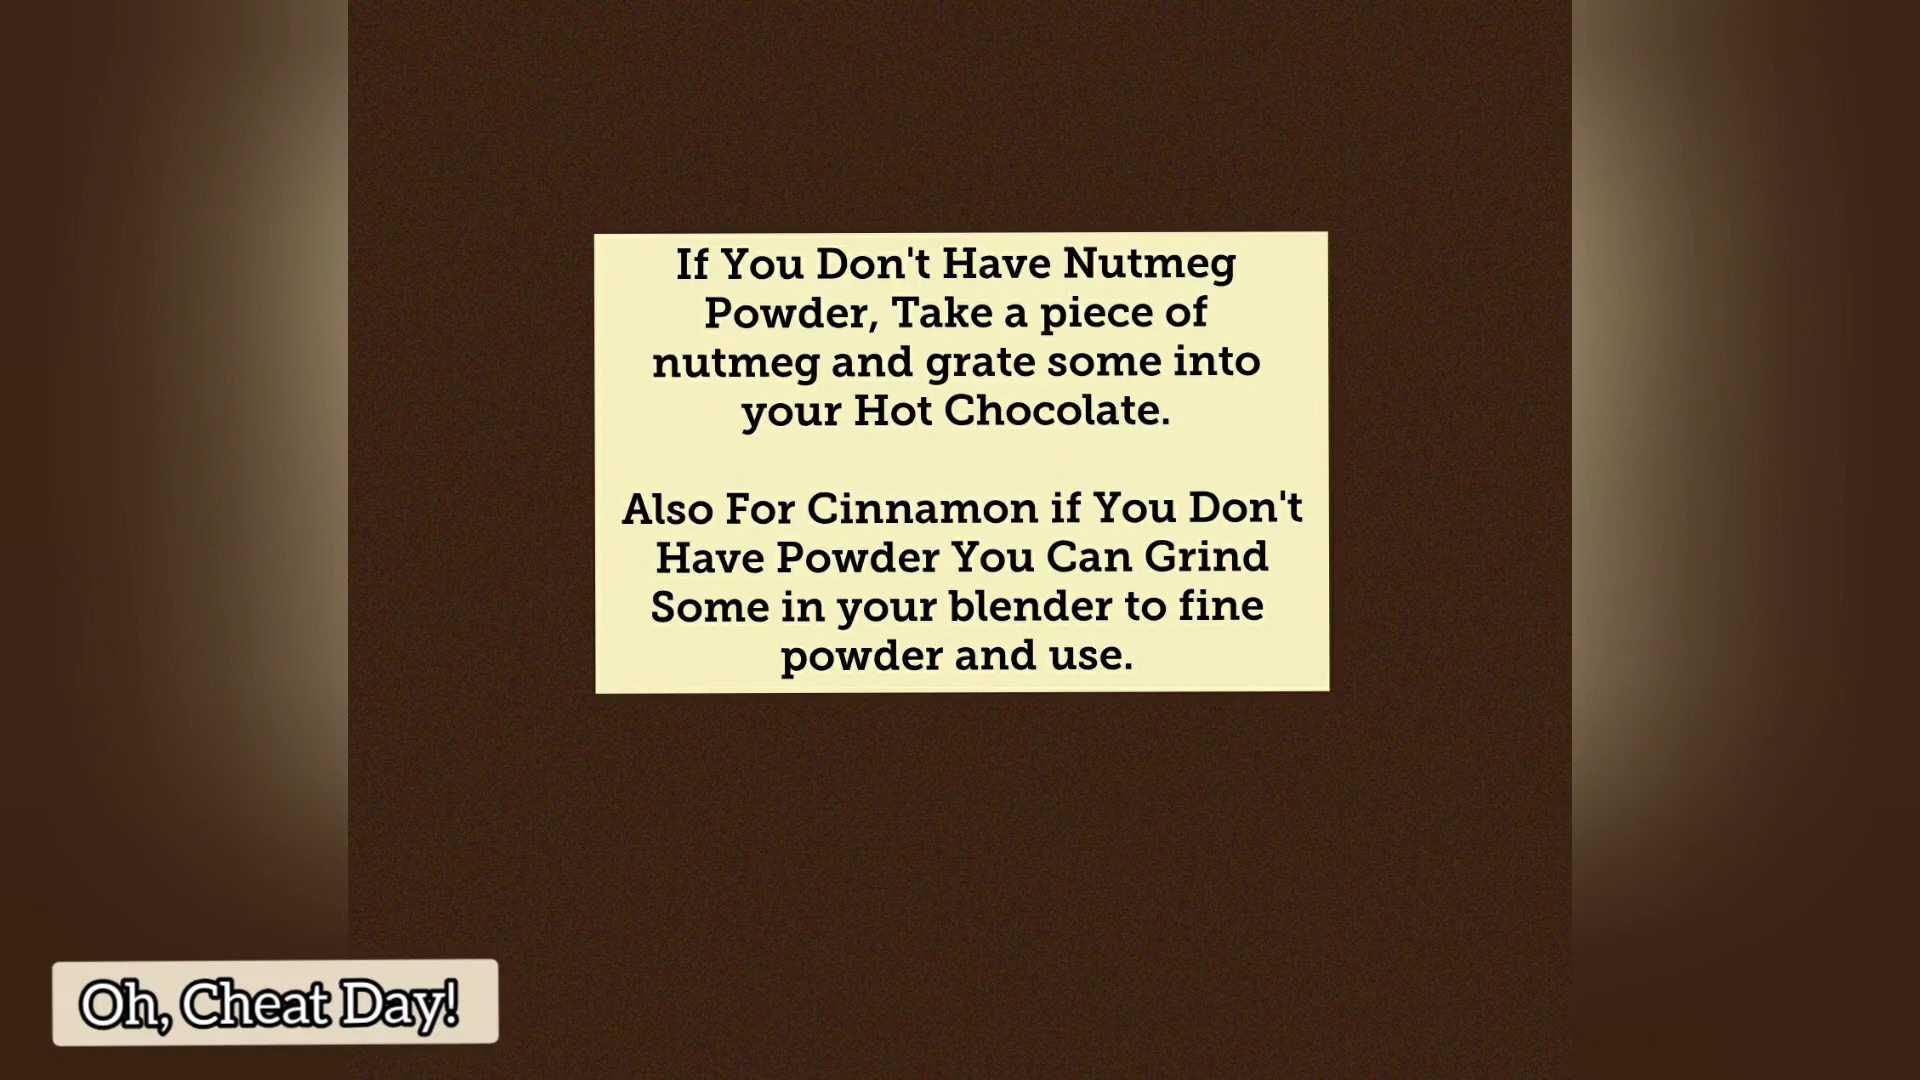 If You Don't Have Nutmeg
Powder, Take a piece of
nutmeg and grate some into
your Hot Chocolate.
Also For Cinnamon if You Don't
Have Powder You Can Grind
Some in your blender to fine
powder and use.
Oh, Cheat Day!